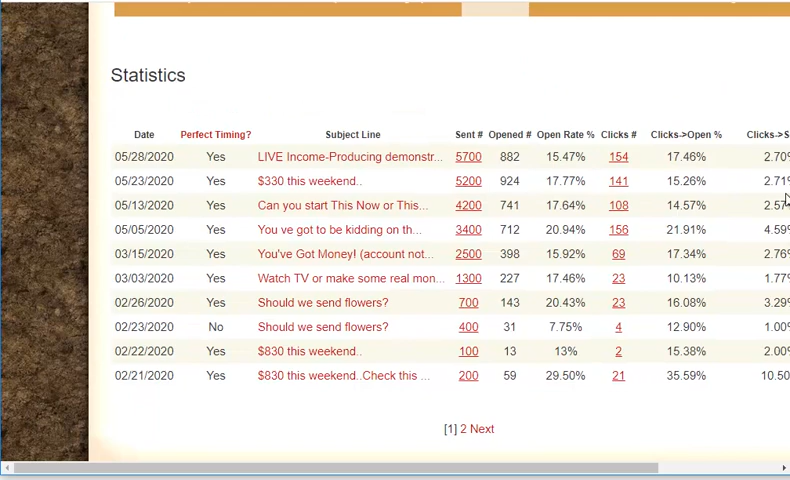 Statistics
Date Perfect Timing? Subject Line Sent # Opened # Open Rate % Clicks # Clicks->Open % Clicks->S
05/28/2020 Yes LIVE Income-Producing demonstr... 5700 882 15.47% 154 17.46% 2.70%
05/23/2020 Yes $330 this weekend.. 5200 924 17.77% 141 15.26% 2.71%
05/13/2020 Yes Can you start This Now or This... 4200 741 17.64% 108 14.57% 2.57
05/05/2020 Yes You ve got to be kidding on th... 3400 712 20.94% 156 21.91% 4.59%
03/15/2020 Yes You've Got Money! (account not... 2500 398 15.92% 69 17.34% 2.76%
03/03/2020 Yes Watch TV or make some real mon... 1300 227 17.46% 23 10.13% 1.77%
02/26/2020 Yes Should we send flowers? 700 143 20.43% 23 16.08% 3.29%
02/23/2020 No Should we send flowers? 400 31 7.75% 4 12.90% 1.00%
02/22/2020 Yes $830 this weekend.. 100 13 13% 2 15.38% 2.00%
02/21/2020 Yes $830 this weekend..Check this ... 200 59 29.50% 21 35.59% 10.50
[1] 2 Next